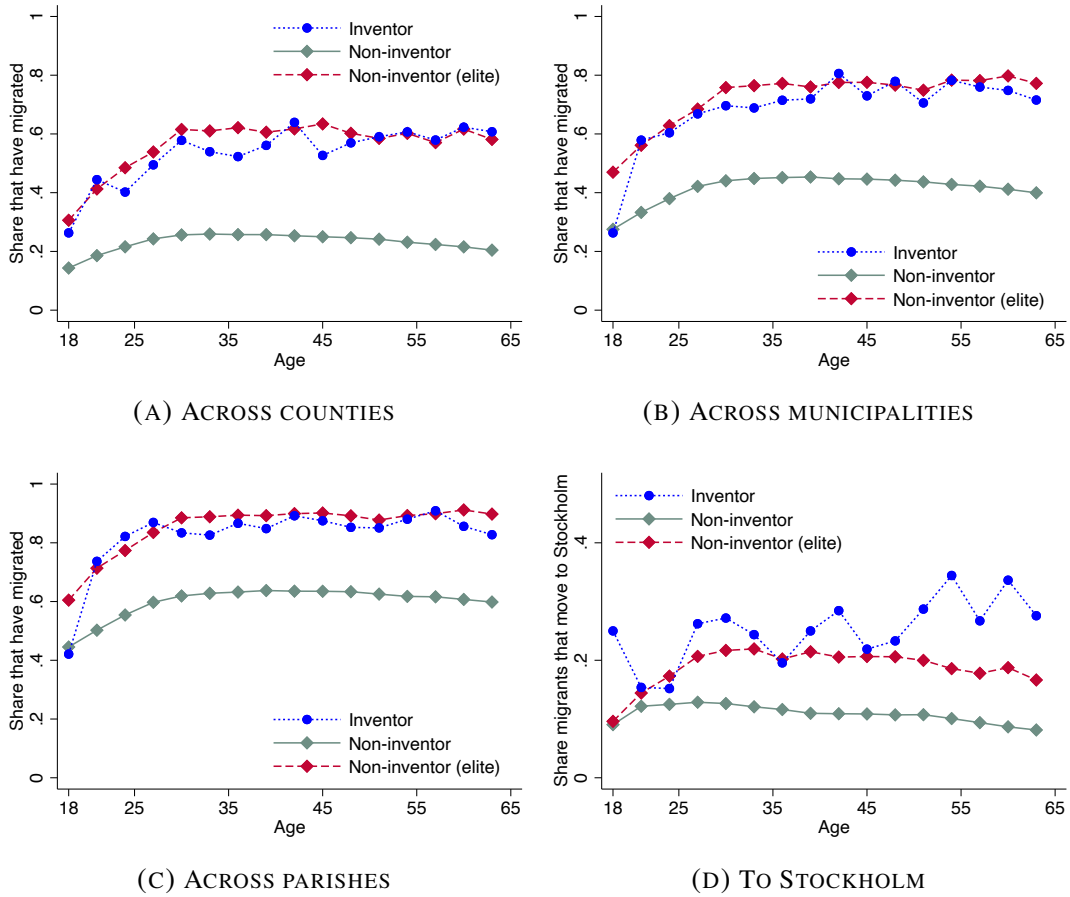 Share that have migrated
1
.8
.6
.4
.2
0
Inventor
Non-inventor
Non-inventor (elite)
18 25 35 45 55 65
Age
(A) ACROSS COUNTIES
Share that have migrated
1
.8
.6
.4
.2
0
Inventor
Non-inventor
Non-inventor (elite)
18 25 35 45 55 65
Age
(B) ACROSS MUNICIPALITIES
Share that have migrated
1
.8
.6
.4
.2
0
Inventor
Non-inventor
Non-inventor (elite)
18 25 35 45 55 65
Age
(C) ACROSS PARISHES
Share migrants that move to Stockholm
.4
.2
0
Inventor
Non-inventor
Non-inventor (elite)
18 25 35 45 55 65
Age
(D) TO STOCKHOLM